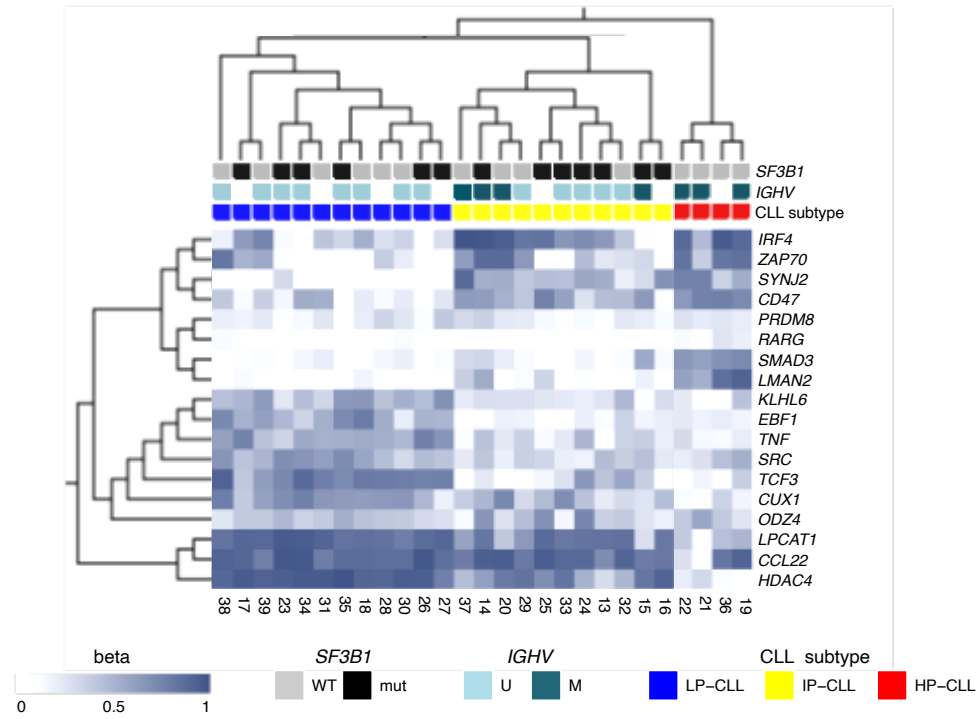 SF3B1
IGHV
CLL subtype
IRF4
ZAP70
SYNJ2
CD47
PRDM8
RARG
SMAD3
LMAN2
KLHL6
EBF1
TNF
SRC
TCF3
CUX1
ODZ4
LPCAT1
CCL22
HDAC4
38 17 39 23 34 31 35 18 28 30 26 27 37 14 20 29 25 33 24 13 32 15 16 22 21 36 19
beta SF3B1 IGHV CLL subtype
WT mut U M LP-CLL IP-CLL HP-CLL
0 0.5 1